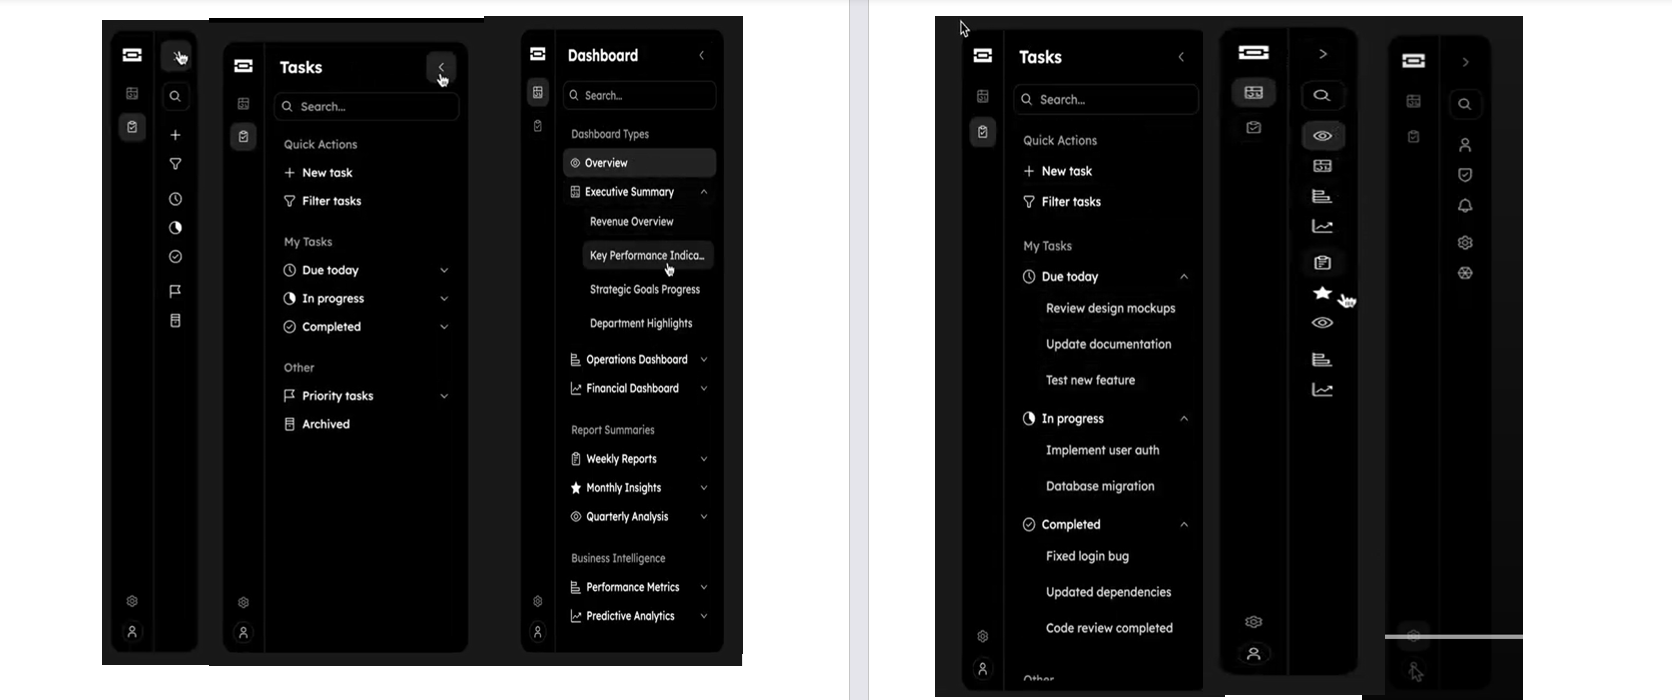 Tasks
Search...
Quick Actions
New task
Filter tasks
My Tasks
Due today
In progress
Completed
Other
Priority tasks
Archived
Dashboard
Search...
Dashboard Types
Overview
Executive Summary
Revenue Overview
Key Performance Indica...
Strategic Goals Progress
Department Highlights
Operations Dashboard
Financial Dashboard
Report Summaries
Weekly Reports
Monthly Insights
Quarterly Analysis
Business Intelligence
Performance Metrics
Predictive Analytics
Tasks
Search...
Quick Actions
New task
Filter tasks
My Tasks
Due today
Review design mockups
Update documentation
Test new feature
In progress
Implement user auth
Database migration
Completed
Fixed login bug
Updated dependencies
Code review completed
Other